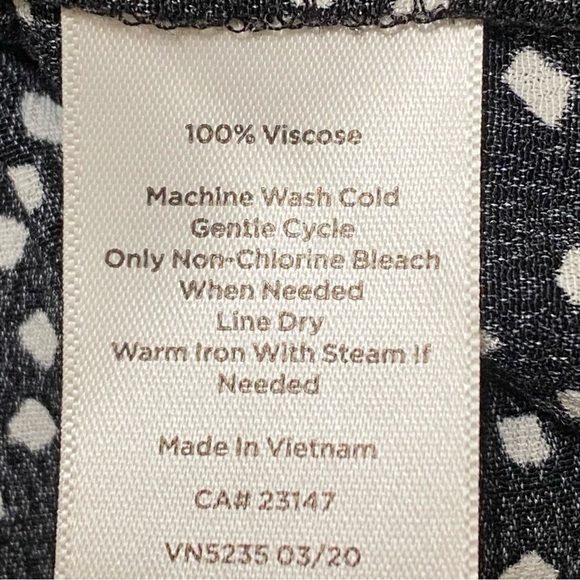 100% Viscose
Machine Wash Cold
Gentle Cycle
Only Non-Chlorine Bleach
When Needed
Line Dry
Warm Iron With Steam If
Needed
Made In Vietnam
CA# 23147
VN5235 03/20